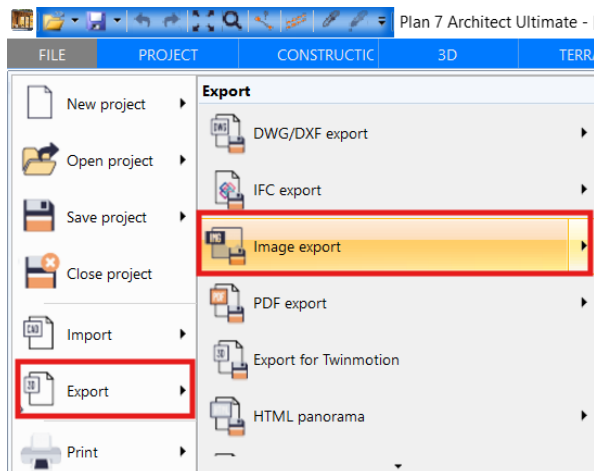 Plan 7 Architect Ultimate -
FILE PROJECT CONSTRUCTIC 3D TERR
Export
New project
DWG/DXF export
Open project
IFC export
Save project
Image export
Close project
PDF export
Import
Export for Twinmotion
Export
HTML panorama
Print